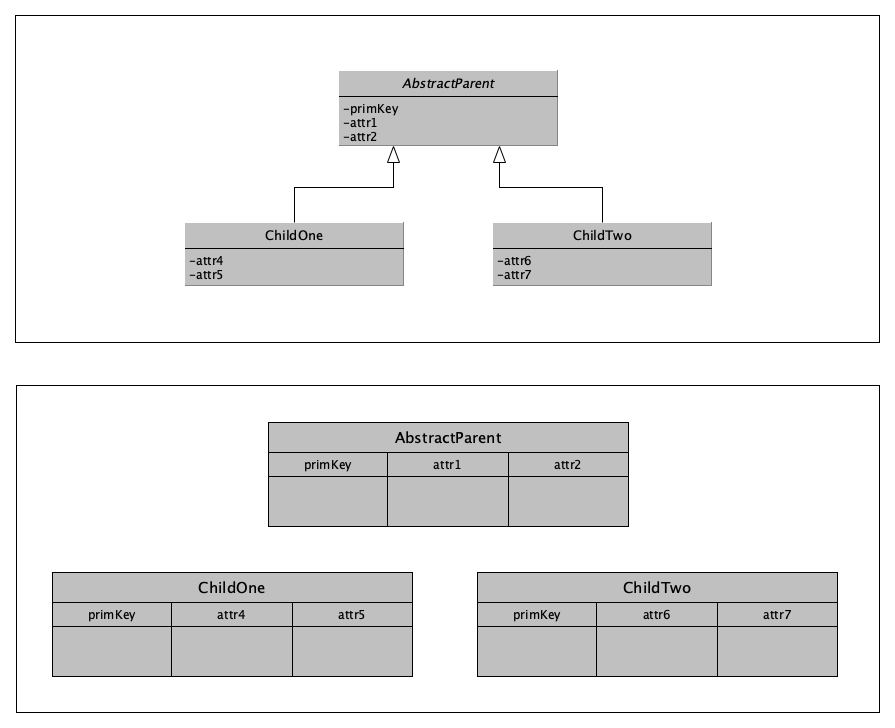 AbstractParent
-primKey
-attr1
-attr2
ChildOne
-attr4
-attr5
ChildTwo
-attr6
-attr7
AbstractParent
primKey attr1 attr2
ChildOne
primKey attr4 attr5
ChildTwo
primKey attr6 attr7